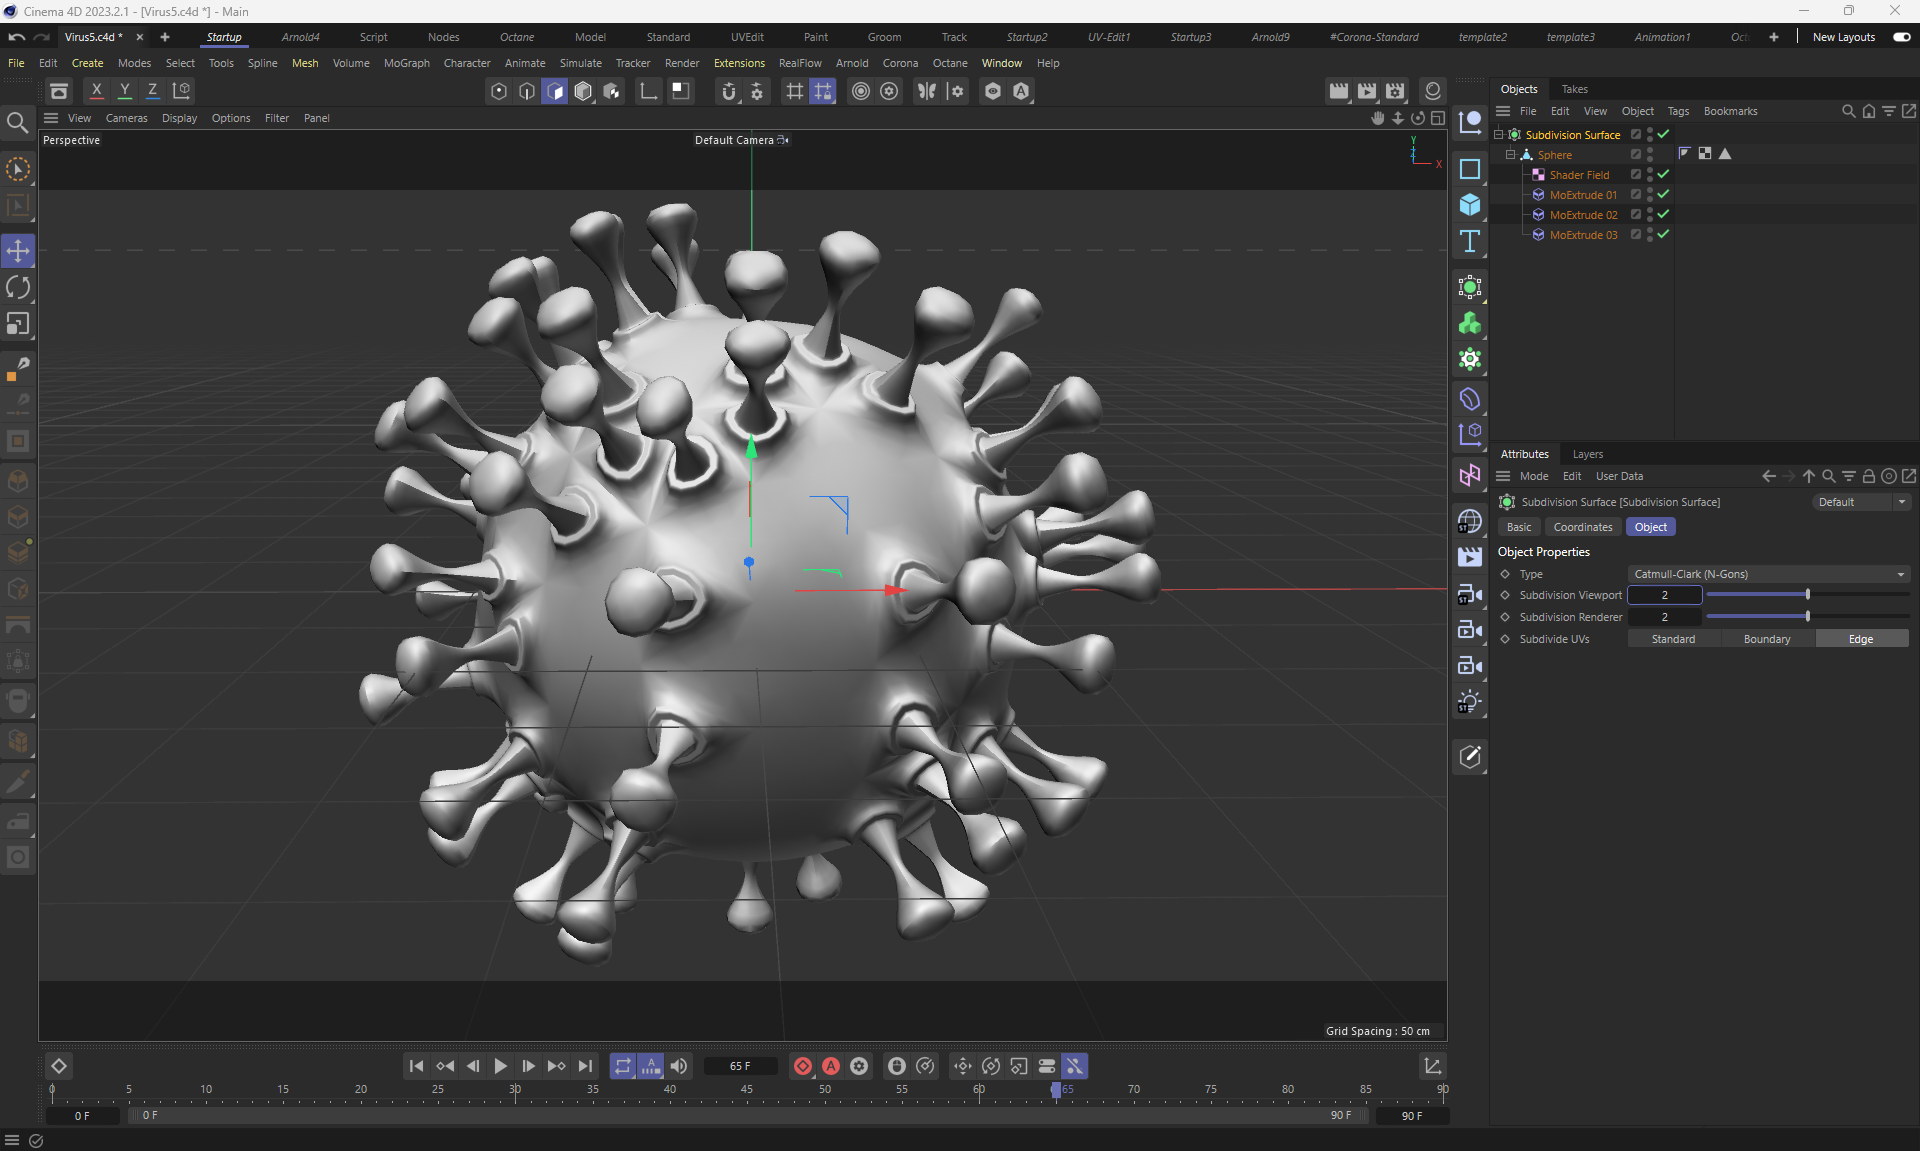 Cinema 4D 2023.2.1 - [Virus5.c4d *] - Main
Virus5.c4d *
Startup Arnold4 Script Nodes Octane Model Standard UVEdit Paint Groom Track Startup2 UV-Edit1 Startup3 Arnold9 #Corona-Standard template2 template3 Animation1 Oct New Layouts
File Edit Create Modes Select Tools Spline Mesh Volume MoGraph Character Animate Simulate Tracker Render Extensions RealFlow Arnold Corona Octane Window Help
X Y Z
View Cameras Display Options Filter Panel
Perspective
Default Camera
Y
Z
X
Grid Spacing : 50 cm
Objects Takes
File Edit View Object Tags Bookmarks
Subdivision Surface
Sphere
Shader Field
MoExtrude 01
MoExtrude 02
MoExtrude 03
Attributes Layers
Mode Edit User Data
Subdivision Surface [Subdivision Surface] Default
Basic Coordinates Object
Object Properties
Type Catmull-Clark (N-Gons)
Subdivision Viewport 2
Subdivision Renderer 2
Subdivide UVs Standard Boundary Edge
ST
ST
ST
65 F
0 5 10 15 20 25 30 35 40 45 50 55 60 65 70 75 80 85 90
0 F 0 F 90 F 90 F